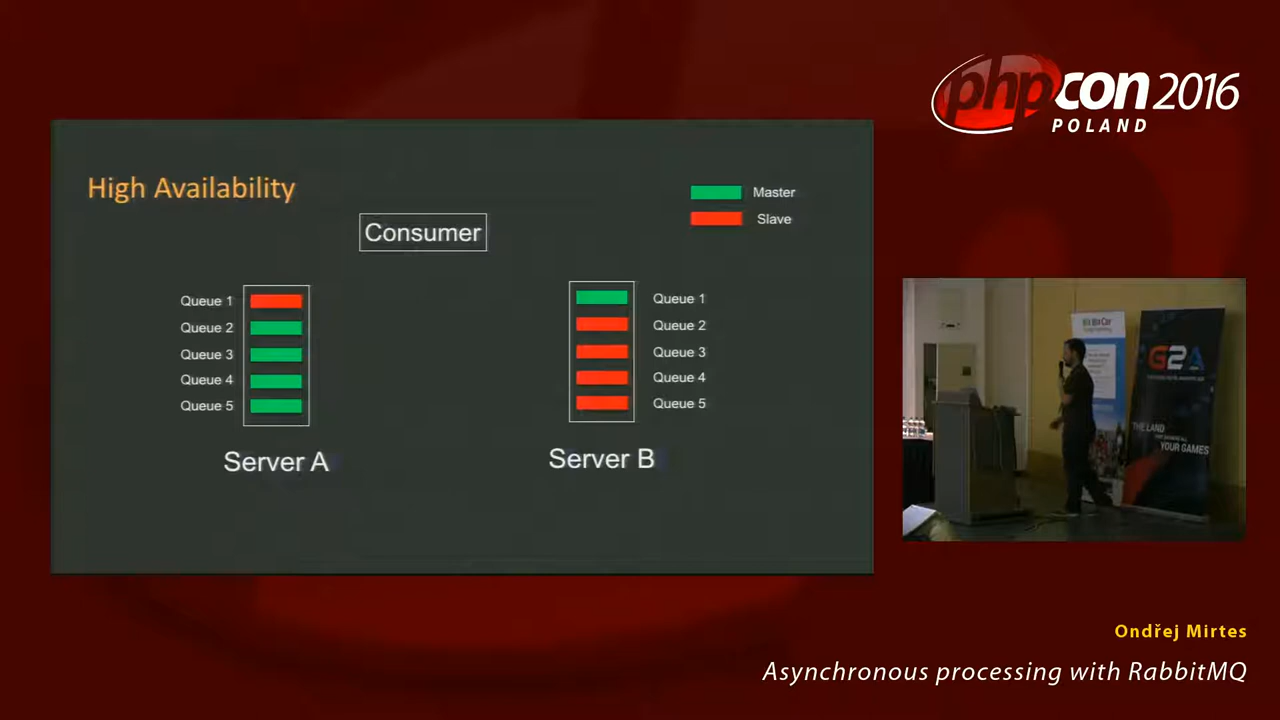 phpcon 2016
POLAND
High Availability
Master
Slave
Consumer
Queue 1
Queue 2
Queue 3
Queue 4
Queue 5
Server A
Queue 1
Queue 2
Queue 3
Queue 4
Queue 5
Server B
G2A
THE LAND
YOUR GAMES
Ondřej Mirtes
Asynchronous processing with RabbitMQ